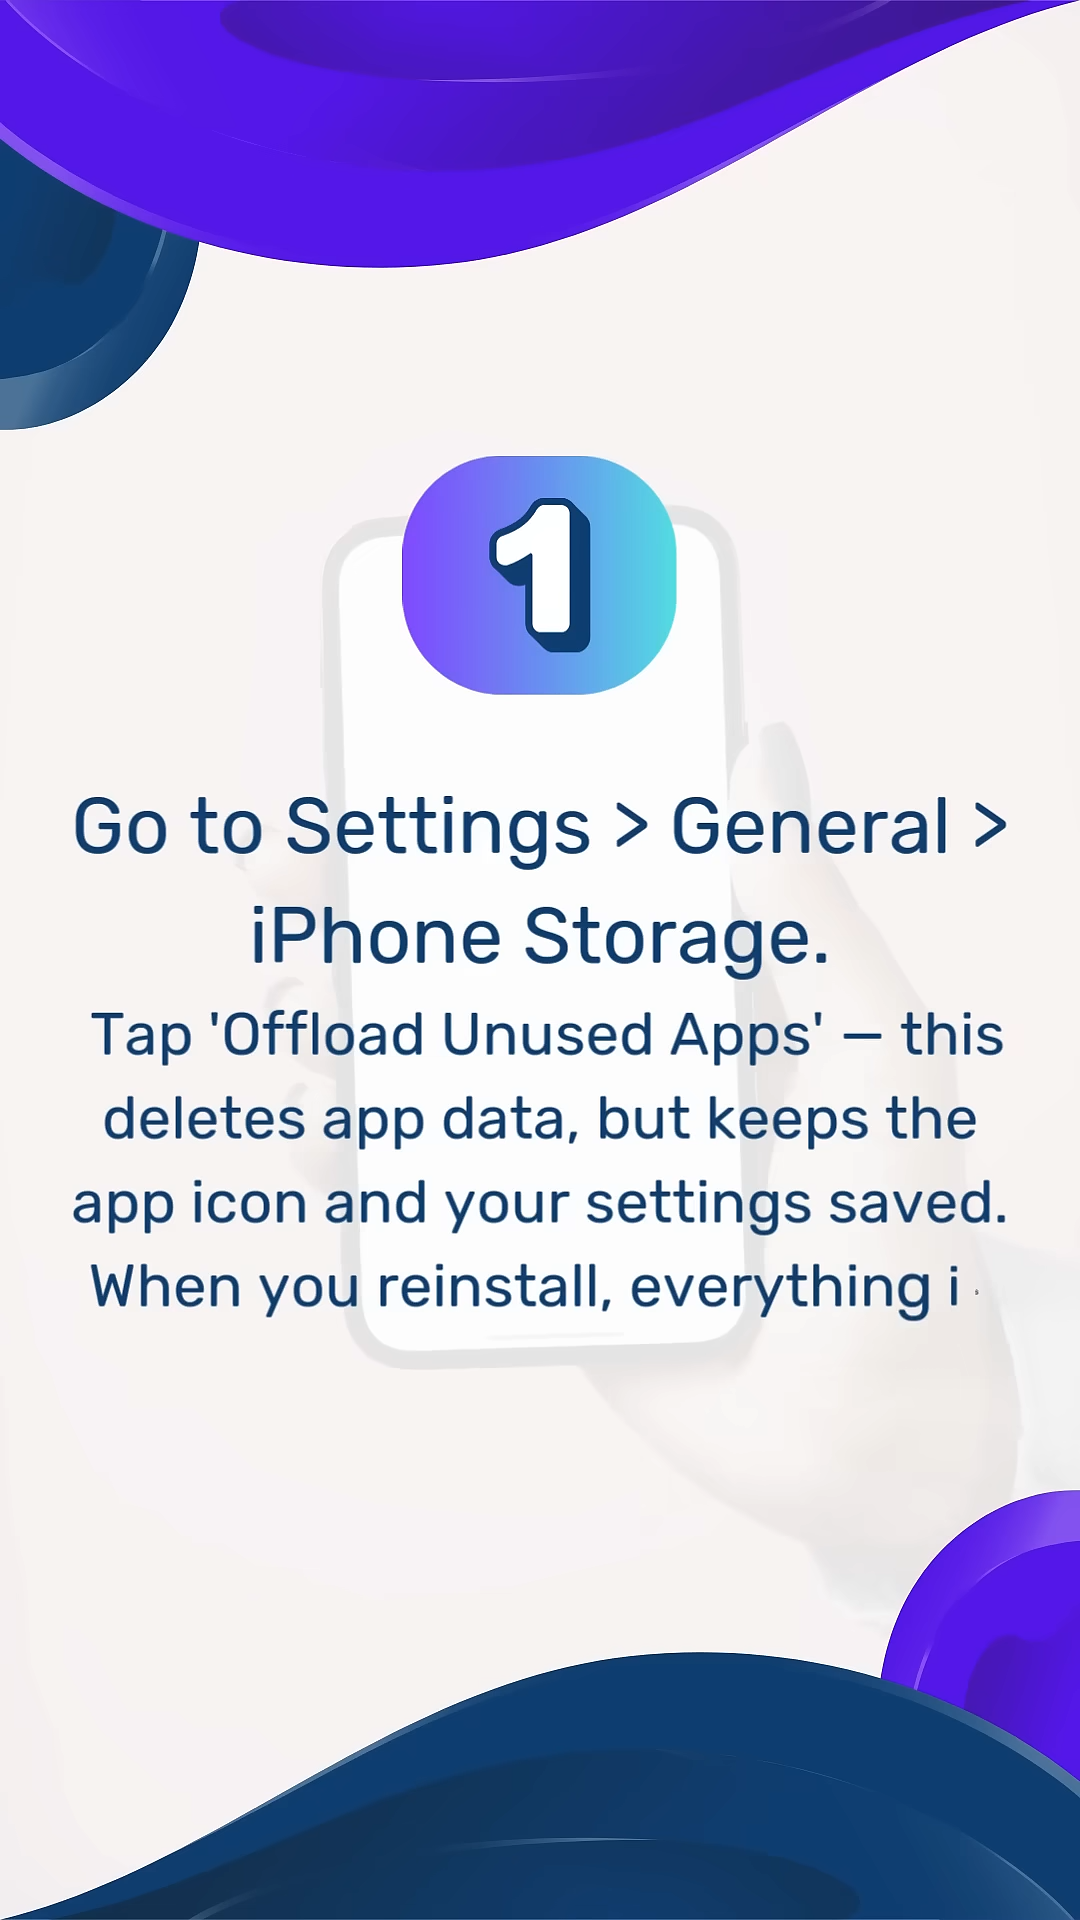 1
Go to Settings > General >
iPhone Storage.
Tap 'Offload Unused Apps' — this
deletes app data, but keeps the
app icon and your settings saved.
When you reinstall, everything i